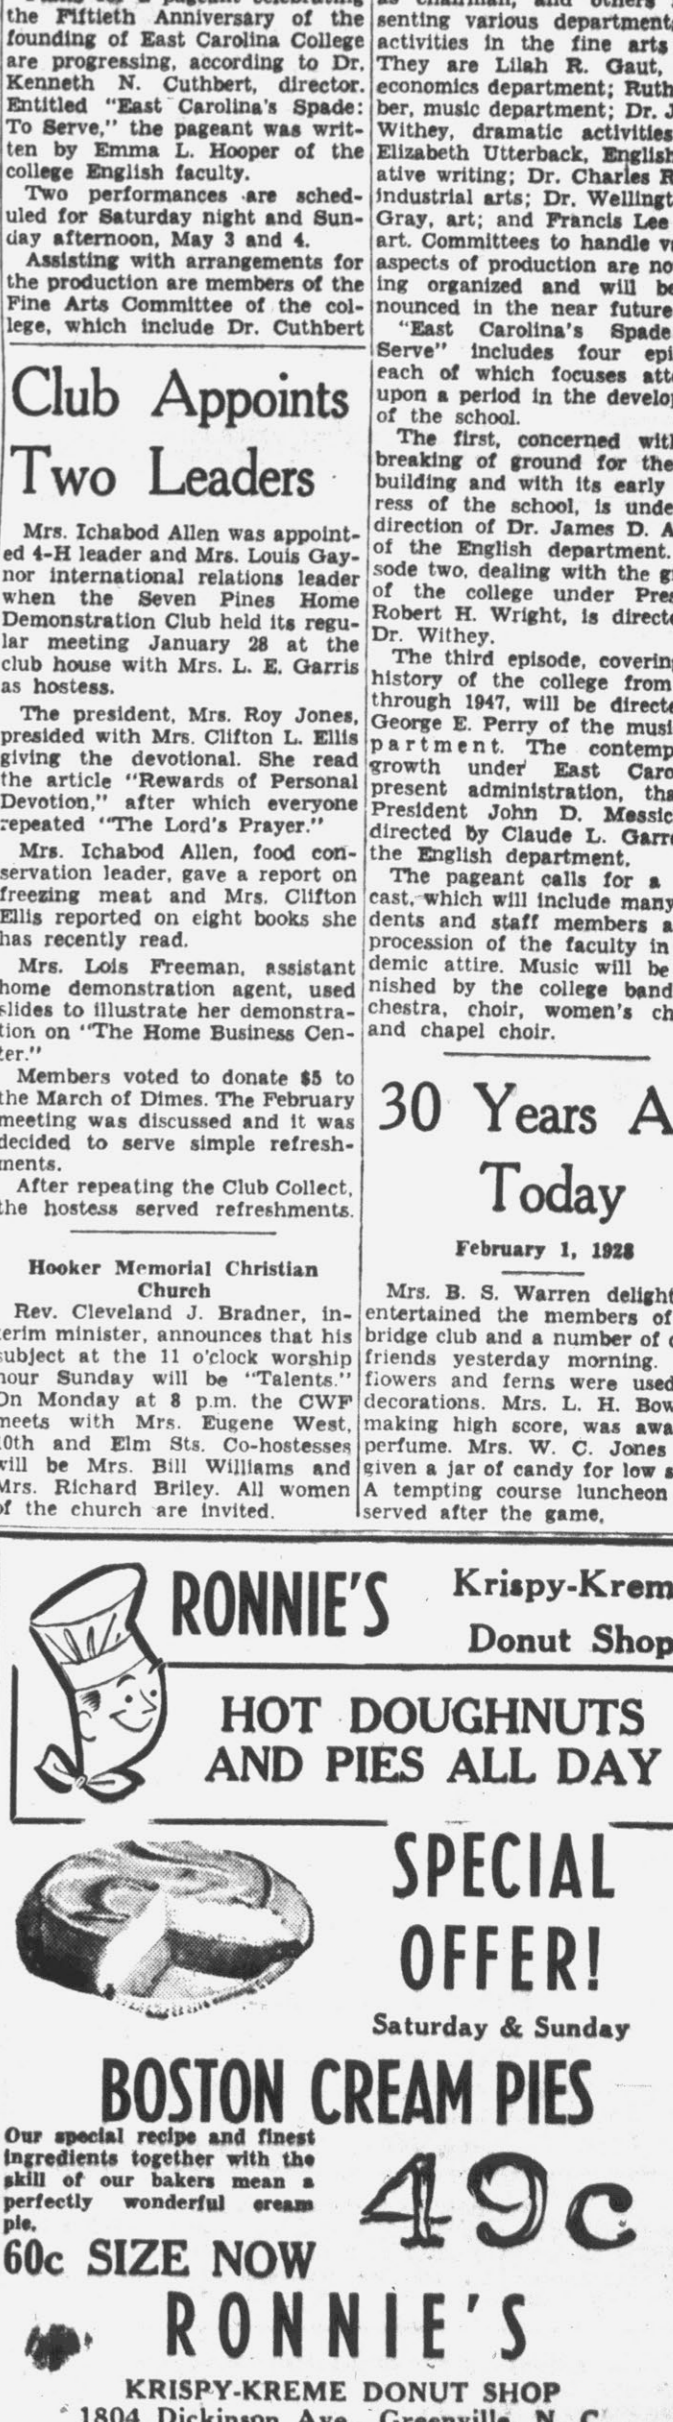 the Fiftieth Anniversary of the
founding of East Carolina College
are progressing, according to Dr.
Kenneth N. Cuthbert, director.
Entitled "East Carolina's Spade:
To Serve," the pageant was writ-
ten by Emma L. Hooper of the
college English faculty.
Two performances are sched-
uled for Saturday night and Sun-
day afternoon, May 3 and 4.
Assisting with arrangements for
the production are members of the
Fine Arts Committee of the col-
lege, which include Dr. Cuthbert
Club Appoints
Two Leaders
Mrs. Ichabod Allen was appoint-
ed 4-H leader and Mrs. Louis Gay-
nor international relations leader
when the Seven Pines Home
Demonstration Club held its regu-
lar meeting January 28 at the
club house with Mrs. L. E. Garris
as hostess.
The president, Mrs. Roy Jones,
presided with Mrs. Clifton L. Ellis
giving the devotional. She read
the article "Rewards of Personal
Devotion," after which everyone
repeated "The Lord's Prayer."
Mrs. Ichabod Allen, food con-
servation leader, gave a report on
freezing meat and Mrs. Clifton
Ellis reported on eight books she
has recently read.
Mrs. Lois Freeman, assistant
home demonstration agent, used
slides to illustrate her demonstra-
tion on "The Home Business Cen-
ter."
Members voted to donate $5 to
the March of Dimes. The February
meeting was discussed and it was
decided to serve simple refresh-
ments.
After repeating the Club Collect,
the hostess served refreshments.
Hooker Memorial Christian
Church
Rev. Cleveland J. Bradner, in-
terim minister, announces that his
subject at the 11 o'clock worship
hour Sunday will be "Talents."
On Monday at 8 p.m. the CWF
meets with Mrs. Eugene West,
10th and Elm Sts. Co-hostesses
will be Mrs. Bill Williams and
Mrs. Richard Briley. All women
of the church are invited.
senting various department
activities in the fine arts
They are Lilah R. Gaut,
economics department; Ruth
ber, music department; Dr. J
Withey, dramatic activities
Elizabeth Utterback, English
ative writing; Dr. Charles R
industrial arts; Dr. Wellingt
Gray, art; and Francis Lee
art. Committees to handle v
aspects of production are no
ing organized and will be
nounced in the near future
"East Carolina's Spade
Serve" includes four epi
each of which focuses att
upon a period in the develo
of the school.
The first, concerned wit
breaking of ground for the
building and with its early
ress of the school, is unde
direction of Dr. James D. A
of the English department.
sode two, dealing with the g
of the college under Pre
Robert H. Wright, is direct
Dr. Withey.
The third episode, coverin
history of the college from
through 1947, will be direct
George E. Perry of the musi
partment. The contemp
growth under East Caro
present administration, tha
President John D. Messic
directed by Claude L. Garr
the English department.
The pageant calls for a
cast, which will include many
dents and staff members a
procession of the faculty in
demic attire. Music will be
nished by the college band
chestra, choir, women's ch
and chapel choir.
30 Years A
Today
February 1, 1928
Mrs. B. S. Warren delight
entertained the members of
bridge club and a number of
friends yesterday morning.
flowers and ferns were used
decorations. Mrs. L. H. Bow
making high score, was awa
perfume. Mrs. W. C. Jones
given a jar of candy for low s
A tempting course luncheon
served after the game.
RONNIE'S
Krispy-Krem
Donut Shop
HOT DOUGHNUTS
AND PIES ALL DAY
SPECIAL
OFFER!
Saturday & Sunday
BOSTON CREAM PIES
Our special recipe and finest
ingredients together with the
skill of our bakers mean a
perfectly wonderful cream
pie.
49c
60c SIZE NOW
RONNIE'S
KRISPY-KREME DONUT SHOP
1804 Dickinson Ave. Greenville, N. C.